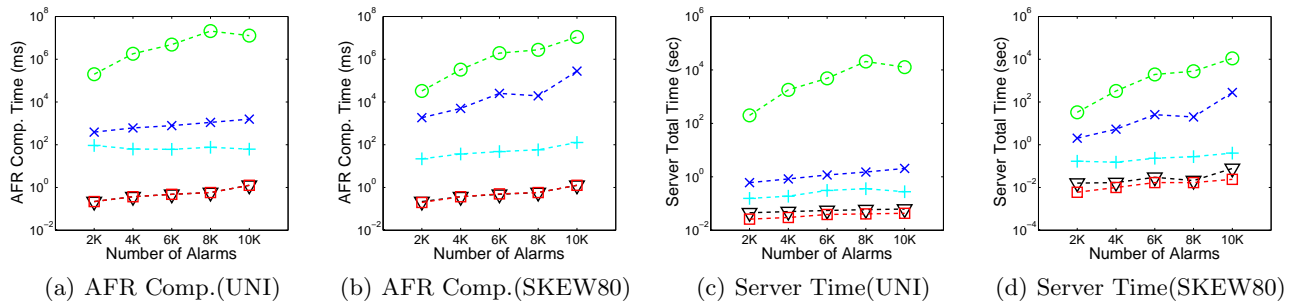 AFR Comp. Time (ms)
10^8
10^6
10^4
10^2
10^0
10^−2
2K 4K 6K 8K 10K
Number of Alarms
(a) AFR Comp.(UNI)
AFR Comp. Time (ms)
10^8
10^6
10^4
10^2
10^0
10^−2
2K 4K 6K 8K 10K
Number of Alarms
(b) AFR Comp.(SKEW80)
Server Total Time (sec)
10^6
10^4
10^2
10^0
10^−2
2K 4K 6K 8K 10K
Number of Alarms
(c) Server Time(UNI)
Server Total Time (sec)
10^6
10^4
10^2
10^0
10^−2
10^−4
2K 4K 6K 8K 10K
Number of Alarms
(d) Server Time(SKEW80)